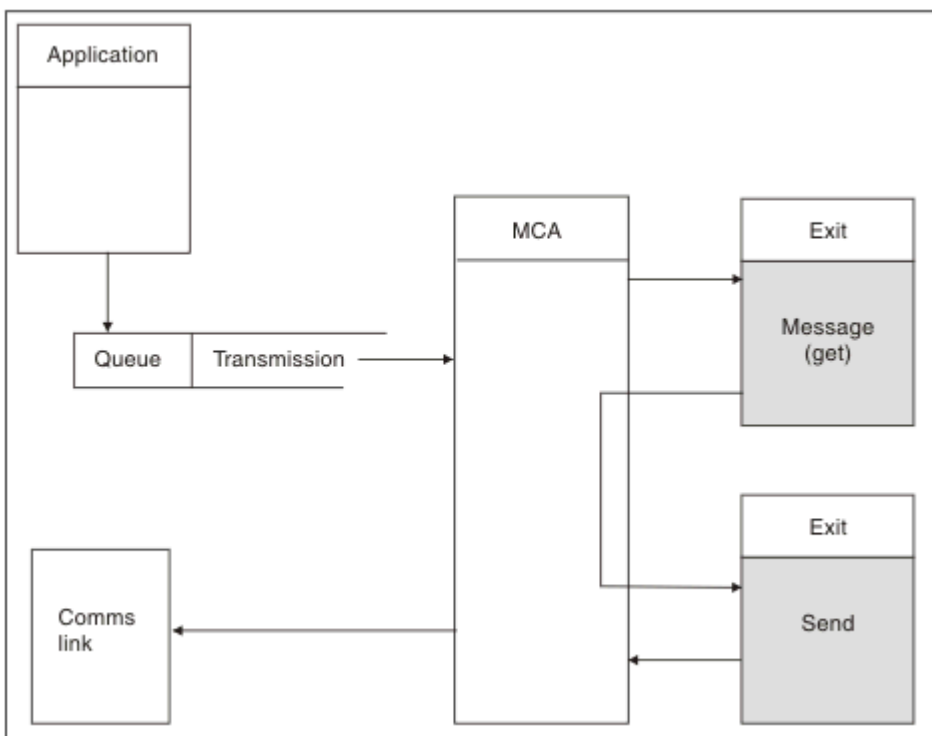 Application
MCA
Exit
Message
(get)
Queue
Transmission
Exit
Send
Comms
link